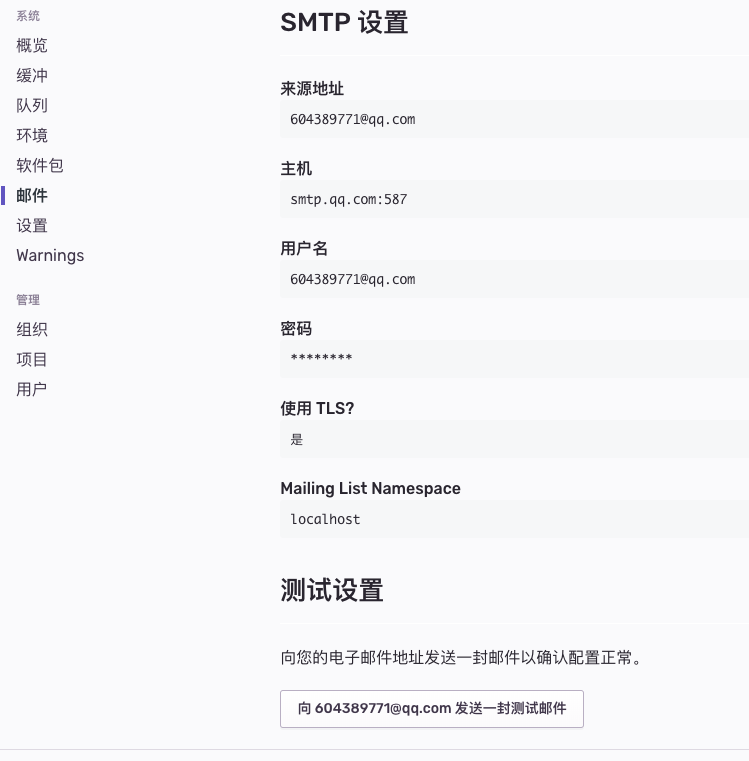 系统
概览
缓冲
队列
环境
软件包
邮件
设置
Warnings
管理
组织
项目
用户
SMTP 设置
来源地址
604389771@qq.com
主机
smtp.qq.com:587
用户名
604389771@qq.com
密码
********
使用 TLS?
是
Mailing List Namespace
localhost
测试设置
向您的电子邮件地址发送一封邮件以确认配置正常。
向 604389771@qq.com 发送一封测试邮件